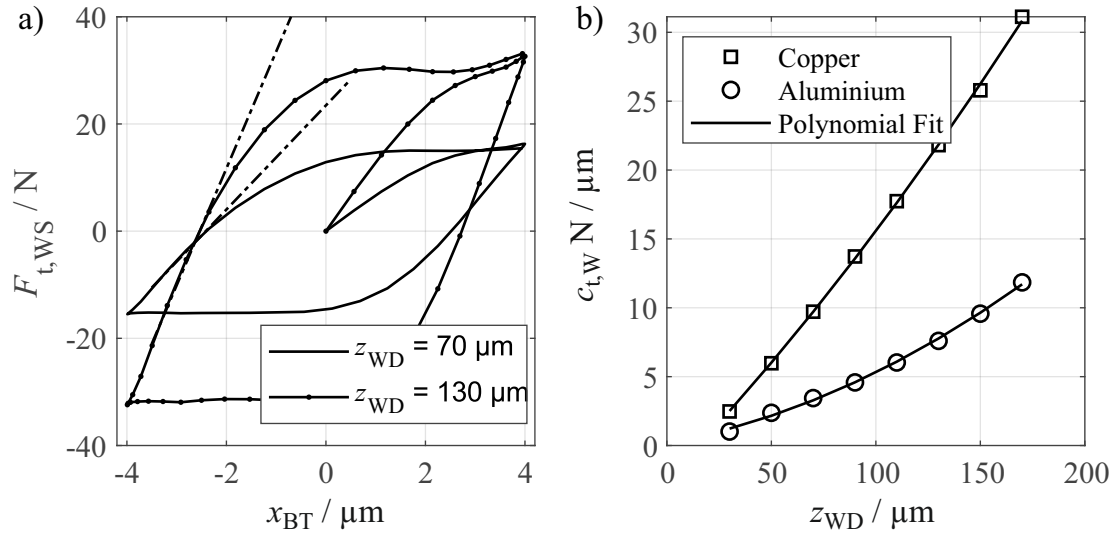 a)
40
20
0
-20
-40
-4
-2
0
2
4
F_t,WS / N
x_BT / µm
z_WD = 70 µm
z_WD = 130 µm
b)
30
25
20
15
10
5
0
0
50
100
150
200
c_t,W N / µm
z_WD / µm
Copper
Aluminium
Polynomial Fit